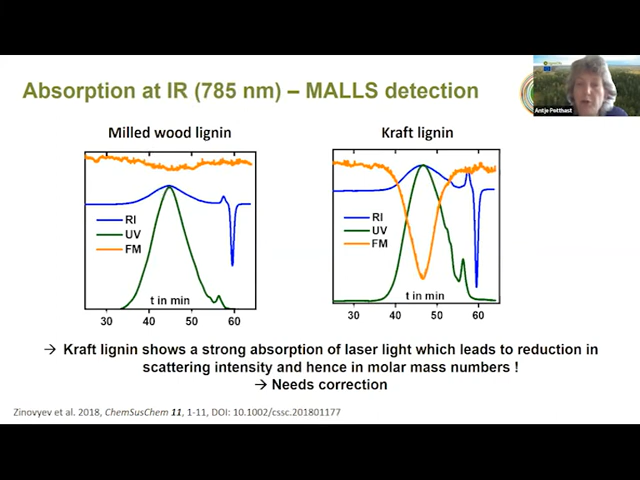 Absorption at IR (785 nm) – MALLS detection
Antje Potthast
Milled wood lignin
Kraft lignin
RI
UV
FM
t in min
30 40 50 60
RI
UV
FM
t in min
30 40 50 60
→ Kraft lignin shows a strong absorption of laser light which leads to reduction in
scattering intensity and hence in molar mass numbers !
→ Needs correction
Zinovyev et al. 2018, ChemSusChem 11, 1-11, DOI: 10.1002/cssc.201801177